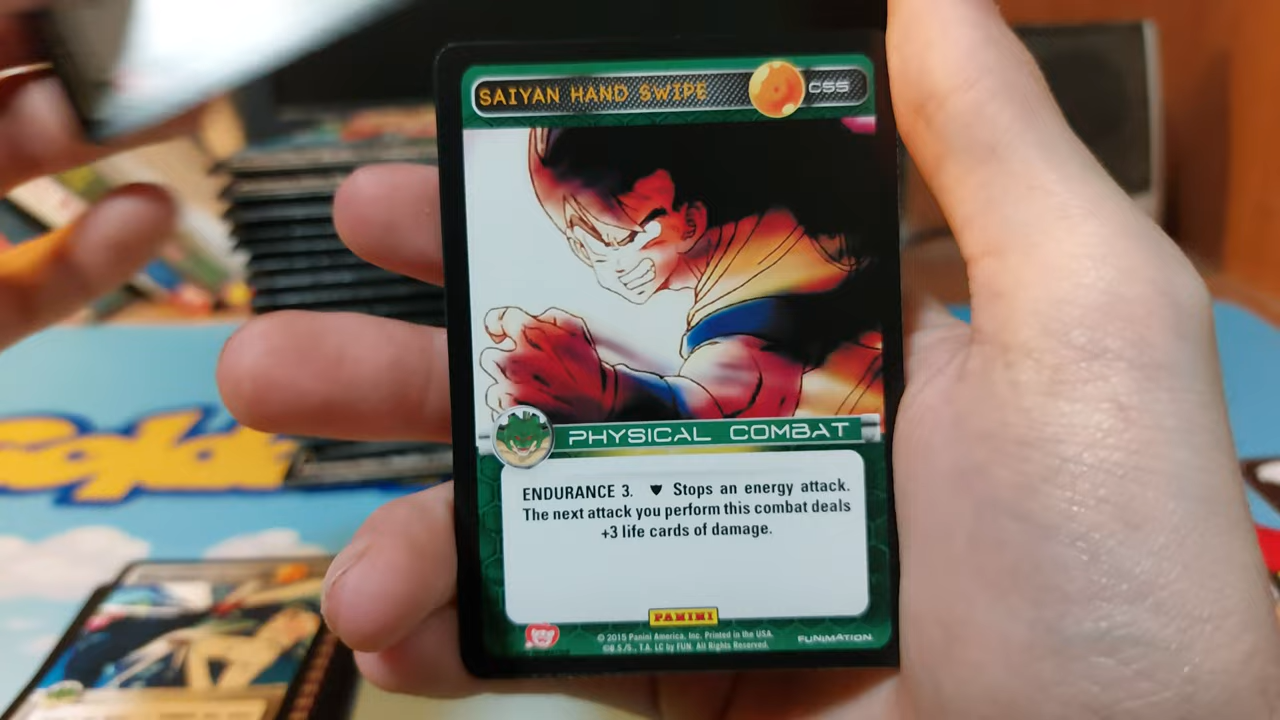 SAIYAN HAND SWIPE
CS5
PHYSICAL COMBAT
ENDURANCE 3. ♥ Stops an energy attack.
The next attack you perform this combat deals
+3 life cards of damage.
PANINI
© 2015 Panini America, Inc. Printed in the USA.
©B.S./S., T.A. LC by FUN. All Rights Reserved.
FUNIMATION